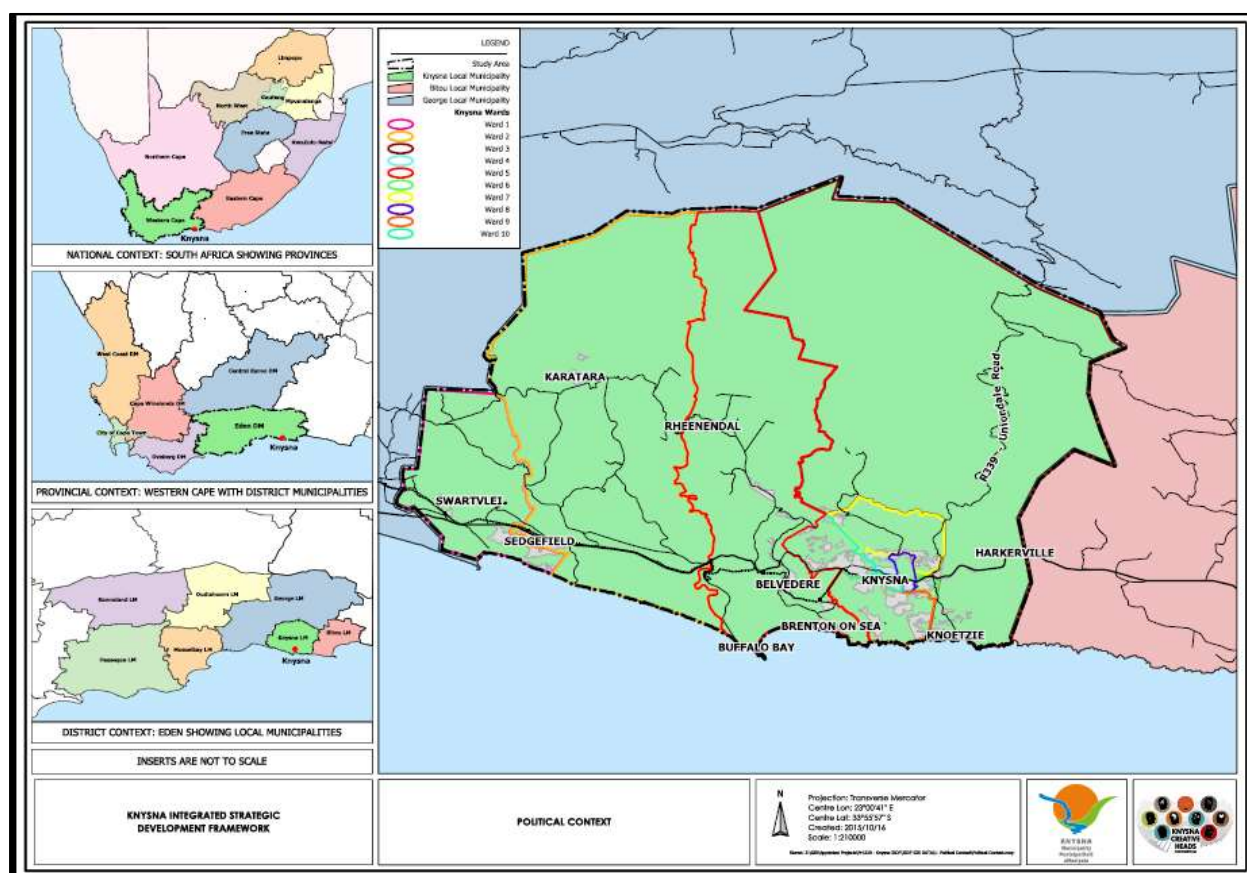 Limpopo
North West
Gauteng
Mpumalanga
Free State
KwaZulu-Natal
Northern Cape
Eastern Cape
Western Cape
Knysna
NATIONAL CONTEXT: SOUTH AFRICA SHOWING PROVINCES
West Coast DM
Central Karoo DM
Cape Winelands DM
City of Cape Town
Eden DM
Overberg DM
Knysna
PROVINCIAL CONTEXT: WESTERN CAPE WITH DISTRICT MUNICIPALITIES
Kannaland LM
Oudtshoorn LM
George LM
Knysna LM
Bitou LM
Hessequa LM
Mosselbay LM
Knysna
DISTRICT CONTEXT: EDEN SHOWING LOCAL MUNICIPALITIES
INSERTS ARE NOT TO SCALE
KNYSNA INTEGRATED STRATEGIC
DEVELOPMENT FRAMEWORK
LEGEND
Study Area
Knysna Local Municipality
Bitou Local Municipality
George Local Municipality
Knysna Wards
Ward 1
Ward 2
Ward 3
Ward 4
Ward 5
Ward 6
Ward 7
Ward 8
Ward 9
Ward 10
KARATARA
RHEENENDAL
R339 - Uniondale Road
SWARTVLEI
SEDGEFIELD
HARKERVILLE
BELVEDERE
KNYSNA
BRENTON ON SEA
KNOETZIE
BUFFALO BAY
POLITICAL CONTEXT
N
Projection: Transverse Mercator
Centre Lon: 23°00'41" E
Centre Lat: 33°55'57" S
Created: 2015/10/16
Scale: 1:210000
KNYSNA
Municipality
KNYSNA
CREATIVE
HEADS